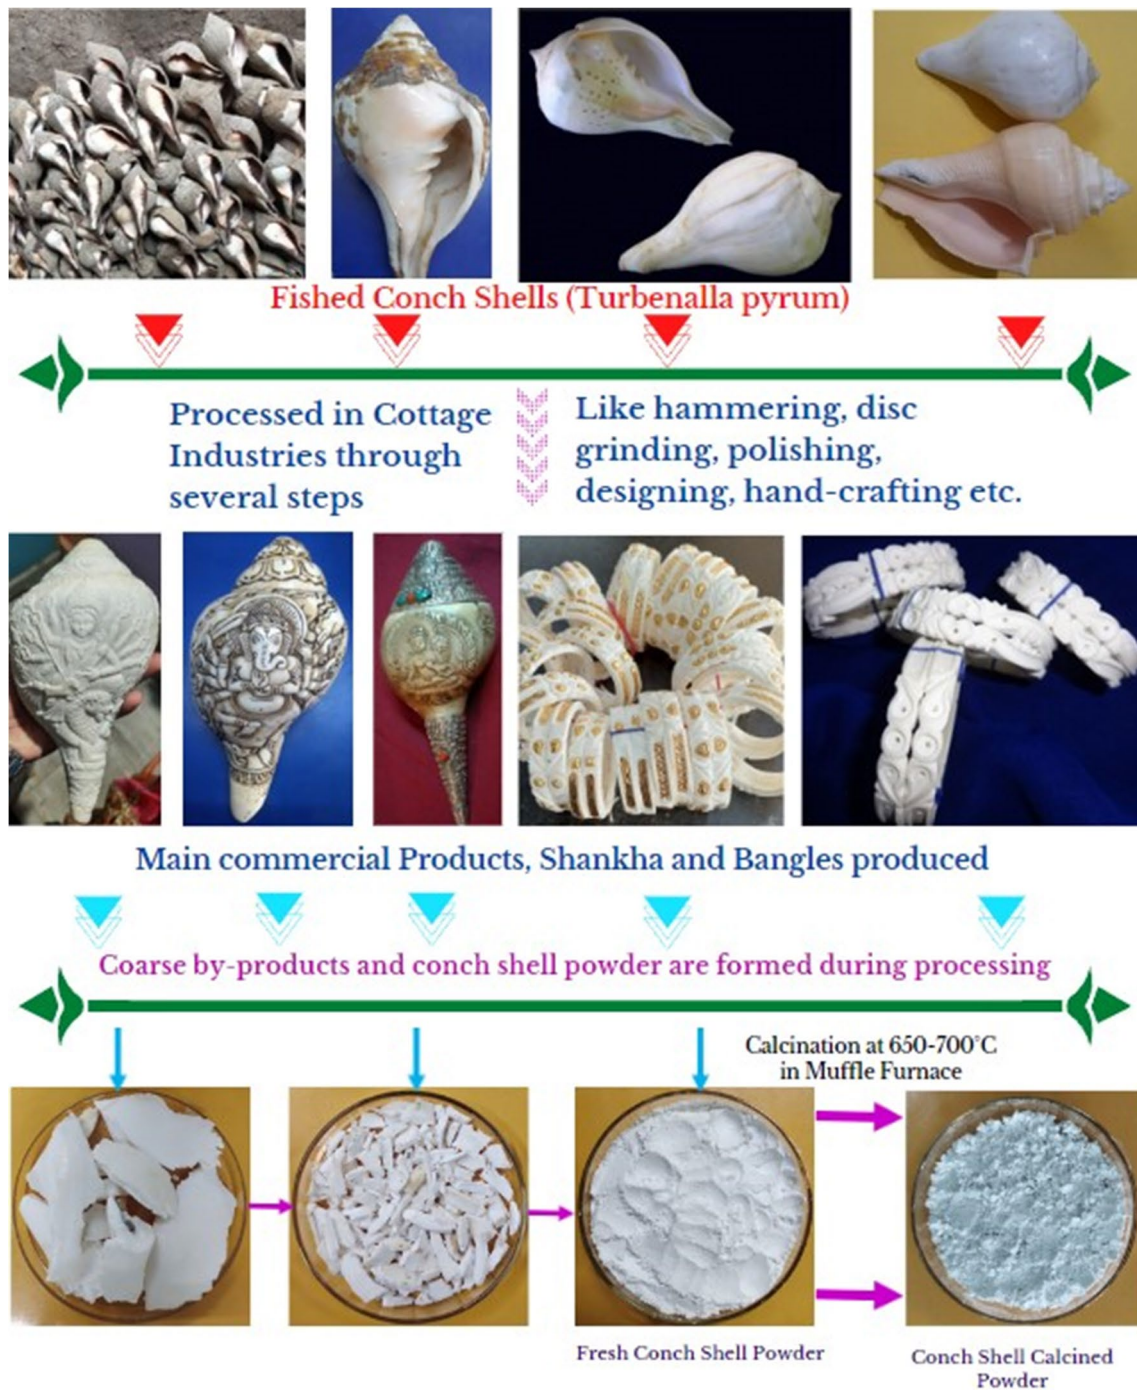 Fished Conch Shells (Turbenalla pyrum)
Processed in Cottage
Industries through
several steps
Like hammering, disc
grinding, polishing,
designing, hand-crafting etc.
Main commercial Products, Shankha and Bangles produced
Coarse by-products and conch shell powder are formed during processing
Calcination at 650-700°C
in Muffle Furnace
Fresh Conch Shell Powder
Conch Shell Calcined
Powder